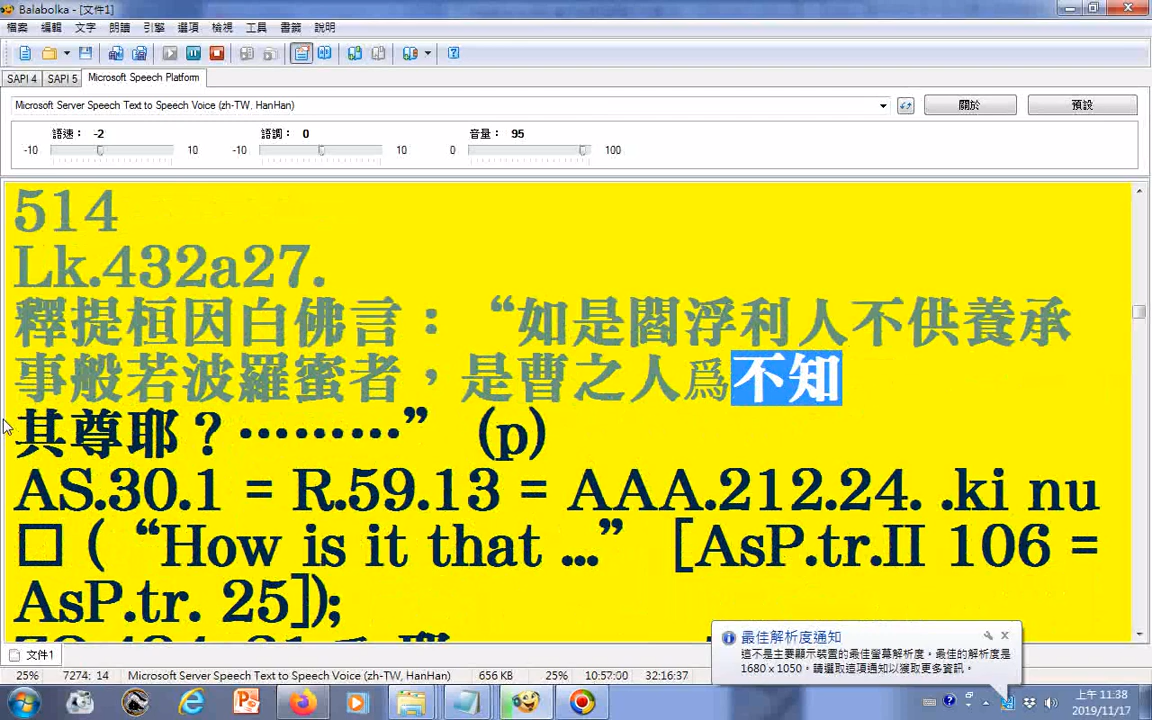 Balabolka - [文件1]
檔案 編輯 文字 朗讀 引擎 選項 檢視 工具 書籤 說明
SAPI 4 SAPI 5 Microsoft Speech Platform
Microsoft Server Speech Text to Speech Voice (zh-TW, HanHan) 關於 預設
語速： -2 語調： 0 音量： 95
-10 10 -10 10 0 100
514
Lk.432a27.
釋提桓因白佛言：“如是閻浮利人不供養承
事般若波羅蜜者，是曹之人爲不知
其尊耶？………” (p)
AS.30.1 = R.59.13 = AAA.212.24. .ki nu
□ (“How is it that ...” [AsP.tr.II 106 =
AsP.tr. 25]);
最佳解析度通知
這不是主要顯示裝置的最佳螢幕解析度。最佳的解析度是
1680 x 1050。請選取這項通知以獲取更多資訊。
文件1
25% 7274: 14 Microsoft Server Speech Text to Speech Voice (zh-TW, HanHan) 656 KB 25% 10:57:00 32:16:37
上午 11:38
2019/11/17